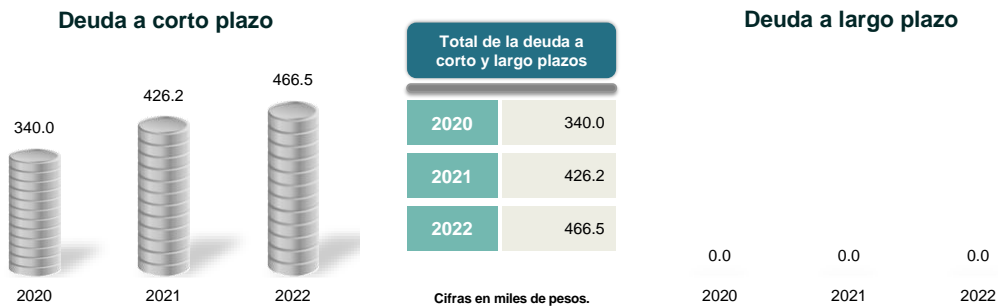 Deuda a corto plazo
340.0
426.2
466.5
2020
2021
2022
Total de la deuda a
corto y largo plazos
2020 340.0
2021 426.2
2022 466.5
Cifras en miles de pesos.
Deuda a largo plazo
0.0 0.0 0.0
2020 2021 2022